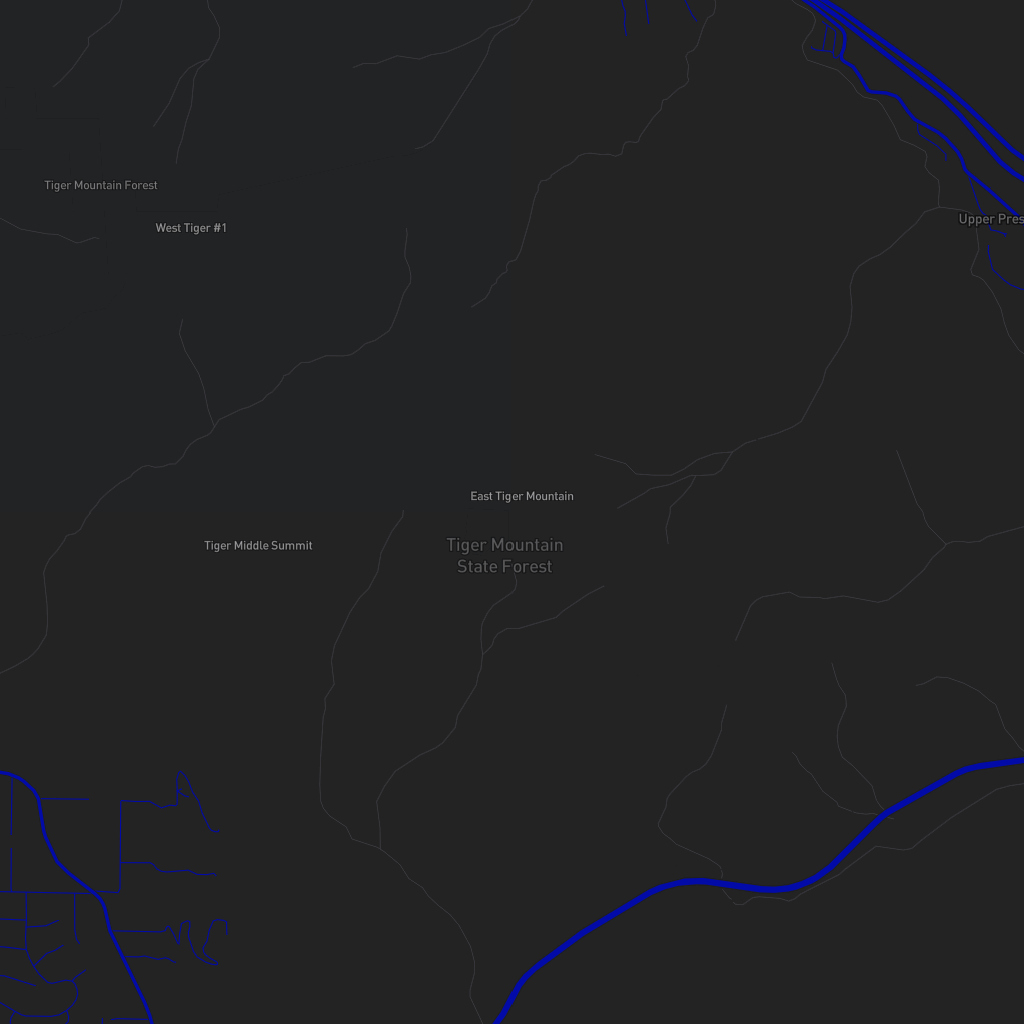 Tiger Mountain Forest
West Tiger #1
Upper Pres
East Tiger Mountain
Tiger Middle Summit
Tiger Mountain
State Forest